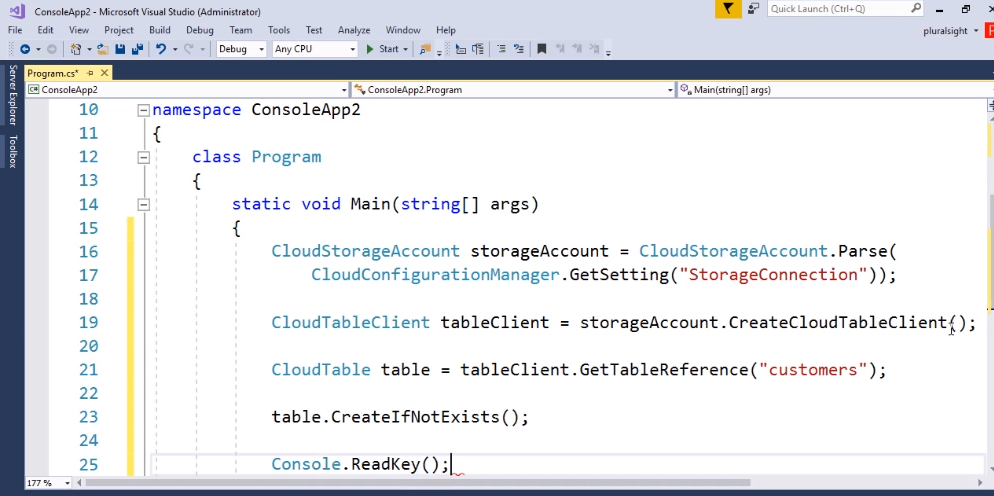 ConsoleApp2 - Microsoft Visual Studio (Administrator)
Quick Launch (Ctrl+Q)
File Edit View Project Build Debug Team Tools Test Analyze Window Help
pluralsight
Debug Any CPU Start
Server Explorer
Toolbox
Program.cs*
ConsoleApp2 ConsoleApp2.Program Main(string[] args)
10 namespace ConsoleApp2
11 {
12 class Program
13 {
14 static void Main(string[] args)
15 {
16 CloudStorageAccount storageAccount = CloudStorageAccount.Parse(
17 CloudConfigurationManager.GetSetting("StorageConnection"));
18
19 CloudTableClient tableClient = storageAccount.CreateCloudTableClient();
20
21 CloudTable table = tableClient.GetTableReference("customers");
22
23 table.CreateIfNotExists();
24
25 Console.ReadKey();
177 %